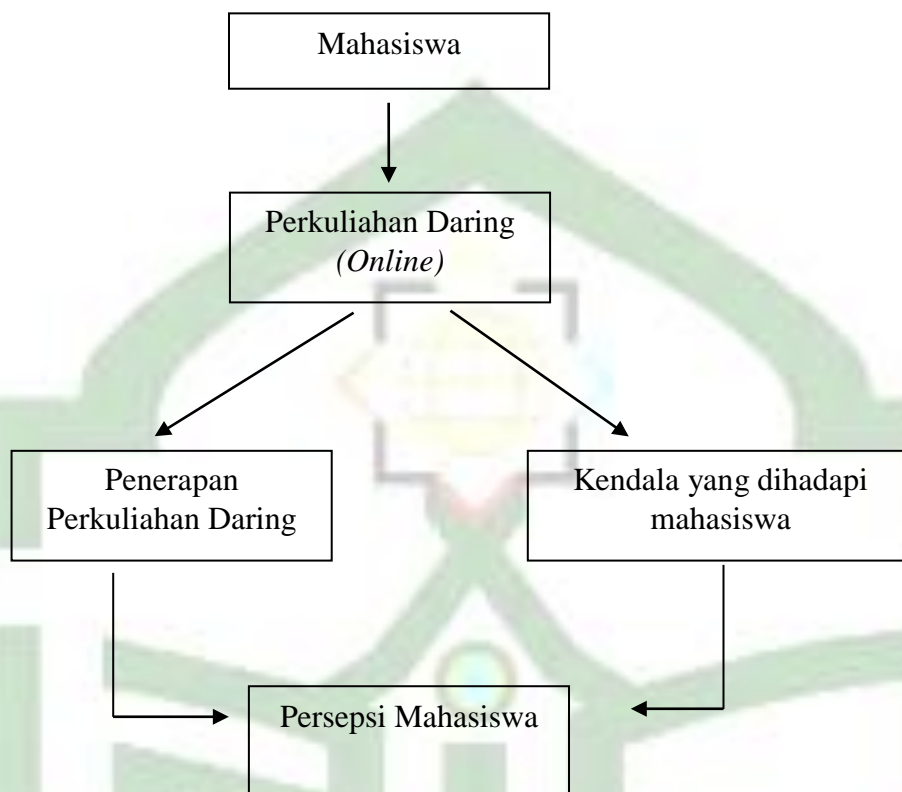 Mahasiswa
Perkuliahan Daring
(Online)
Penerapan
Perkuliahan Daring
Kendala yang dihadapi
mahasiswa
Persepsi Mahasiswa